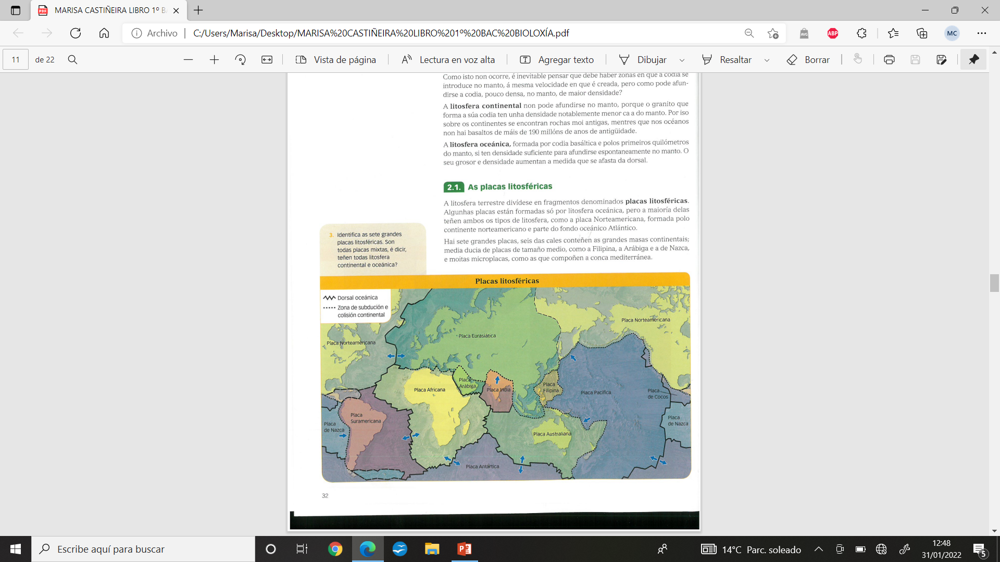 MARISA CASTIÑEIRA LIBRO 1º B
Archivo
C:/Users/Marisa/Desktop/MARISA%20CASTIÑEIRA%20LIBRO%201º%20BAC%20BIOLOXÍA.pdf
AVG
ABP
MC
11 de 22
Vista de página
Lectura en voz alta
Agregar texto
Dibujar
Resaltar
Borrar
Como isto non ocorre, é inevitable pensar que debe haber zonas en que a codia se
introduce no manto, á mesma velocidade en que é creada, pero como pode afun-
dirse a codia, pouco densa, no manto, de maior densidade?
A litosfera continental non pode afundirse no manto, porque o granito que
forma a súa codia ten unha densidade notablemente menor ca a do manto. Por iso
sobre os continentes se encontran rochas moi antigas, mentres que nos océanos
non hai basaltos de máis de 190 millóns de anos de antigüidade.
A litosfera oceánica, formada por codia basáltica e polos primeiros quilómetros
do manto, si ten densidade suficiente para afundirse espontaneamente no manto. O
seu grosor e densidade aumentan a medida que se afasta da dorsal.
2.1. As placas litosféricas
A litosfera terrestre divídese en fragmentos denominados placas litosféricas.
Algunhas placas están formadas só por litosfera oceánica, pero a maioría delas
teñen ambos os tipos de litosfera, como a placa Norteamericana, formada polo
continente norteamericano e parte do fondo oceánico Atlántico.
Hai sete grandes placas, seis das cales conteñen as grandes masas continentais;
media ducia de placas de tamaño medio, como a Filipina, a Arábiga e a de Nazca,
e moitas microplacas, como as que compoñen a conca mediterránea.
3. Identifica as sete grandes
placas litosféricas. Son
todas placas mixtas, é dicir,
teñen todas litosfera
continental e oceánica?
Placas litosféricas
Dorsal oceánica
Zona de subdución e
colisión continental
Placa Norteamericana
Placa Eurasiática
Placa Norteamericana
Placa Africana
Placa
Arábiga
Placa India
Placa
Filipina
Placa Pacífica
Placa
de Cocos
Placa
Suramericana
Placa
de Nazca
Placa Australiana
Placa
de Nazca
Placa Antártica
32
Escribe aquí para buscar
14°C Parc. soleado
12:48
31/01/2022
5